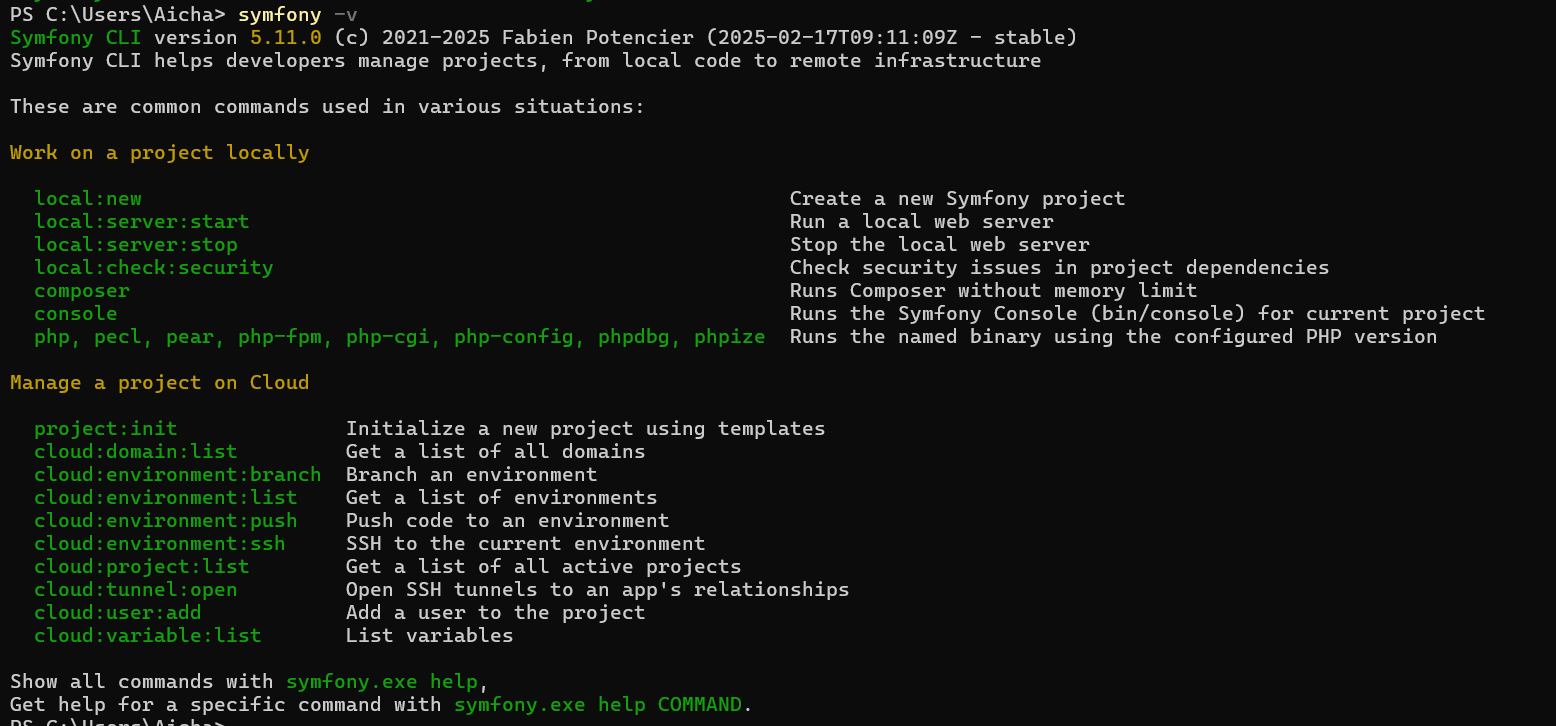 PS C:\Users\Aicha> symfony -v
Symfony CLI version 5.11.0 (c) 2021-2025 Fabien Potencier (2025-02-17T09:11:09Z - stable)
Symfony CLI helps developers manage projects, from local code to remote infrastructure
These are common commands used in various situations:
Work on a project locally
local:new Create a new Symfony project
local:server:start Run a local web server
local:server:stop Stop the local web server
local:check:security Check security issues in project dependencies
composer Runs Composer without memory limit
console Runs the Symfony Console (bin/console) for current project
php, pecl, pear, php-fpm, php-cgi, php-config, phpdbg, phpize Runs the named binary using the configured PHP version
Manage a project on Cloud
project:init Initialize a new project using templates
cloud:domain:list Get a list of all domains
cloud:environment:branch Branch an environment
cloud:environment:list Get a list of environments
cloud:environment:push Push code to an environment
cloud:environment:ssh SSH to the current environment
cloud:project:list Get a list of all active projects
cloud:tunnel:open Open SSH tunnels to an app's relationships
cloud:user:add Add a user to the project
cloud:variable:list List variables
Show all commands with symfony.exe help,
Get help for a specific command with symfony.exe help COMMAND.
PS C:\Users\Aicha>